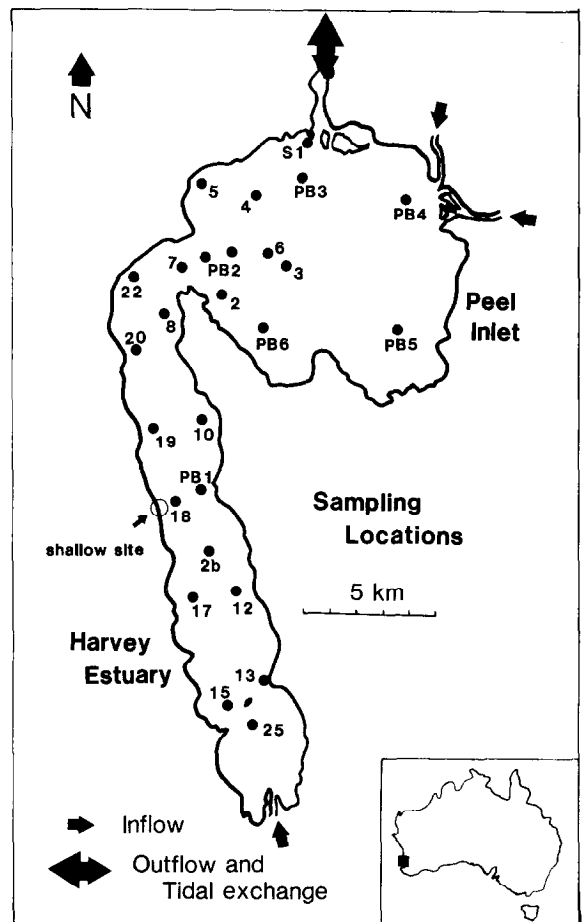 N
S1
5
4
PB3
PB4
7
PB2
6
3
22
2
8
Peel
Inlet
20
PB6
PB5
19
10
PB1
18
Sampling
Locations
shallow site
2b
17
12
5 km
Harvey
Estuary
13
15
25
Inflow
Outflow and
Tidal exchange